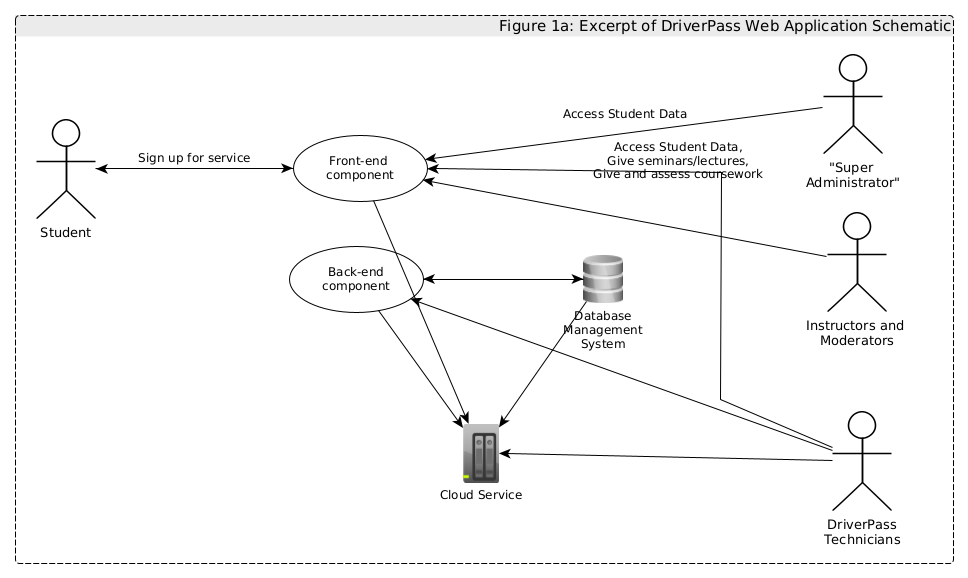 Figure 1a: Excerpt of DriverPass Web Application Schematic
Access Student Data
Sign up for service
Front-end
component
Access Student Data,
Give seminars/lectures,
Give and assess coursework
"Super
Administrator"
Student
Back-end
component
Database
Management
System
Instructors and
Moderators
Cloud Service
DriverPass
Technicians